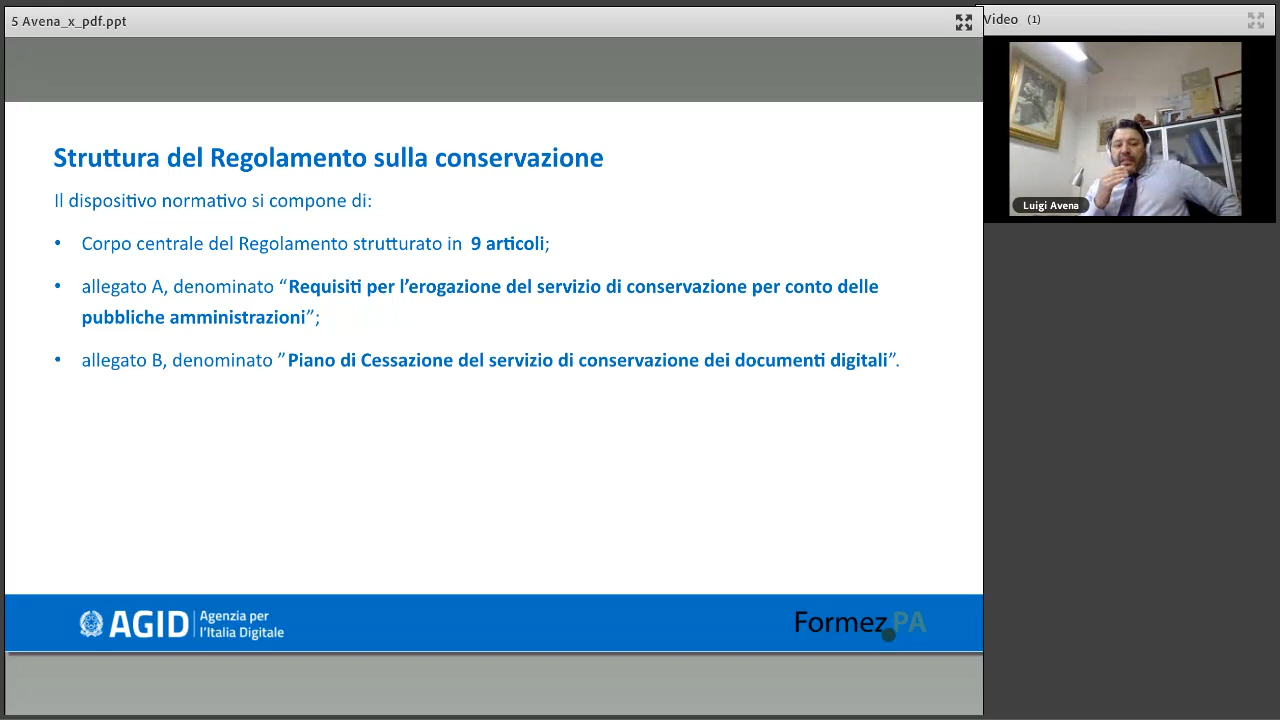 5 Avena_x_pdf.ppt
Video (1)
Struttura del Regolamento sulla conservazione
Il dispositivo normativo si compone di:
• Corpo centrale del Regolamento strutturato in 9 articoli;
• allegato A, denominato “Requisiti per l’erogazione del servizio di conservazione per conto delle
pubbliche amministrazioni”;
• allegato B, denominato ”Piano di Cessazione del servizio di conservazione dei documenti digitali”.
Luigi Avena
AGID Agenzia per
l’Italia Digitale
Formez PA